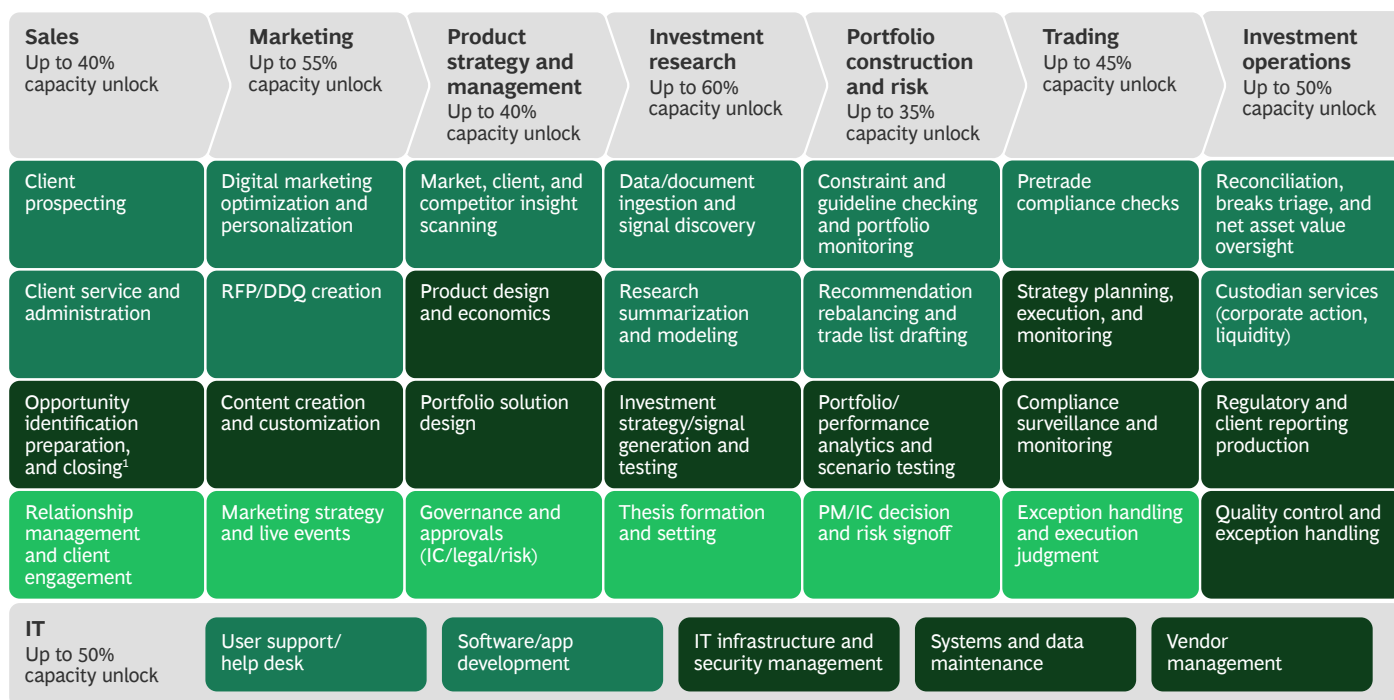 Sales
Up to 40%
capacity unlock
Marketing
Up to 55%
capacity unlock
Product
strategy and
management
Up to 40%
capacity unlock
Investment
research
Up to 60%
capacity unlock
Portfolio
construction
and risk
Up to 35%
capacity unlock
Trading
Up to 45%
capacity unlock
Investment
operations
Up to 50%
capacity unlock
Client
prospecting
Digital marketing
optimization and
personalization
Market, client, and
competitor insight
scanning
Data/document
ingestion and
signal discovery
Constraint and
guideline checking
and portfolio
monitoring
Pretrade
compliance checks
Reconciliation,
breaks triage, and
net asset value
oversight
Client service and
administration
RFP/DDQ creation
Product design
and economics
Research
summarization
and modeling
Recommendation
rebalancing and
trade list drafting
Strategy planning,
execution, and
monitoring
Custodian services
(corporate action,
liquidity)
Opportunity
identification
preparation,
and closing¹
Content creation
and customization
Portfolio solution
design
Investment
strategy/signal
generation and
testing
Portfolio/
performance
analytics and
scenario testing
Compliance
surveillance and
monitoring
Regulatory and
client reporting
production
Relationship
management
and client
engagement
Marketing strategy
and live events
Governance and
approvals
(IC/legal/risk)
Thesis formation
and setting
PM/IC decision
and risk signoff
Exception handling
and execution
judgment
Quality control and
exception handling
IT
Up to 50%
capacity unlock
User support/
help desk
Software/app
development
IT infrastructure and
security management
Systems and data
maintenance
Vendor
management